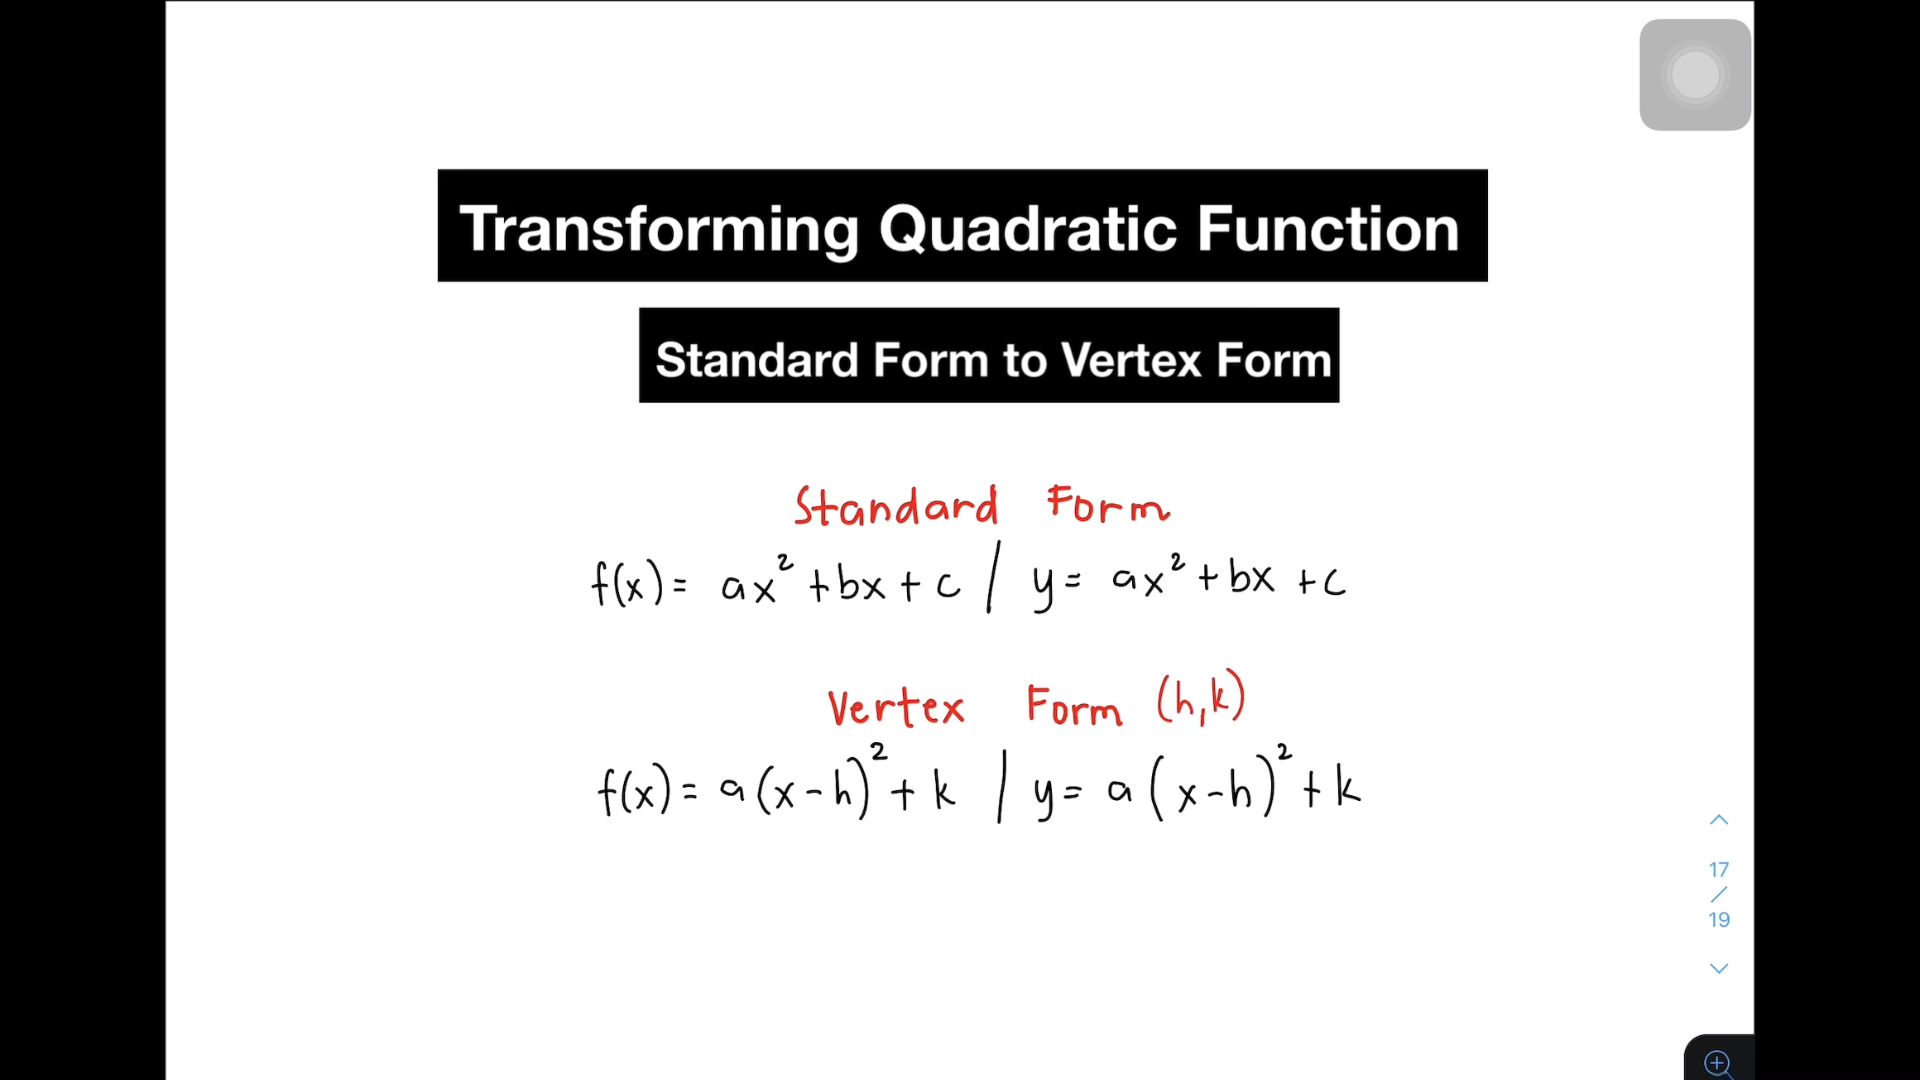 Transforming Quadratic Function
Standard Form to Vertex Form
Standard Form
f(x) = ax² + bx + c / y = ax² + bx + c
Vertex Form (h,k)
f(x) = a(x-h)² + k / y = a(x-h)² + k
17
/
19